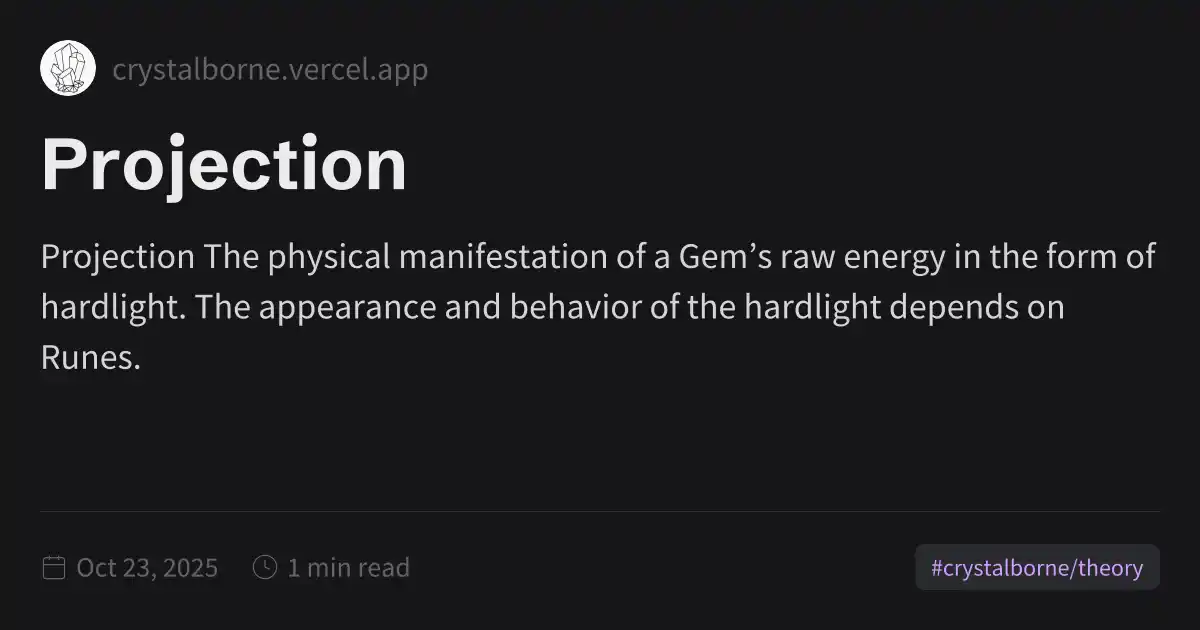 crystalborne.vercel.app
Projection
Projection The physical manifestation of a Gem’s raw energy in the form of
hardlight. The appearance and behavior of the hardlight depends on
Runes.
Oct 23, 2025
1 min read
#crystalborne/theory